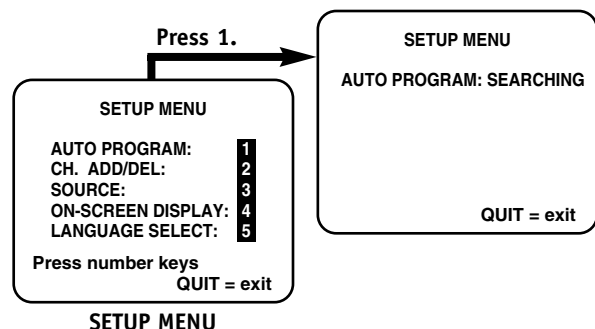 Press 1.
SETUP MENU
AUTO PROGRAM: 1
CH. ADD/DEL: 2
SOURCE: 3
ON-SCREEN DISPLAY: 4
LANGUAGE SELECT: 5
Press number keys
QUIT = exit
SETUP MENU
SETUP MENU
AUTO PROGRAM: SEARCHING
QUIT = exit